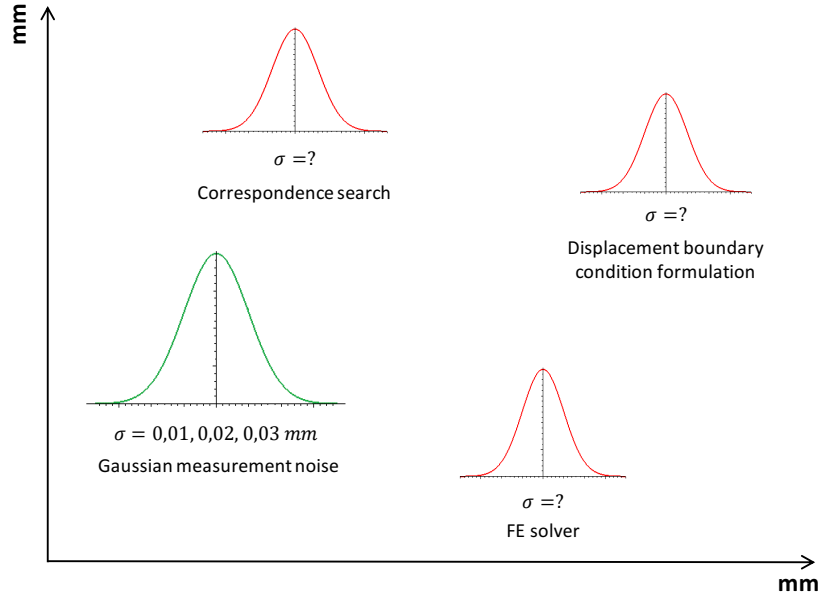 mm
σ =?
Correspondence search
σ =?
Displacement boundary
condition formulation
σ = 0,01, 0,02, 0,03 mm
Gaussian measurement noise
σ =?
FE solver
mm